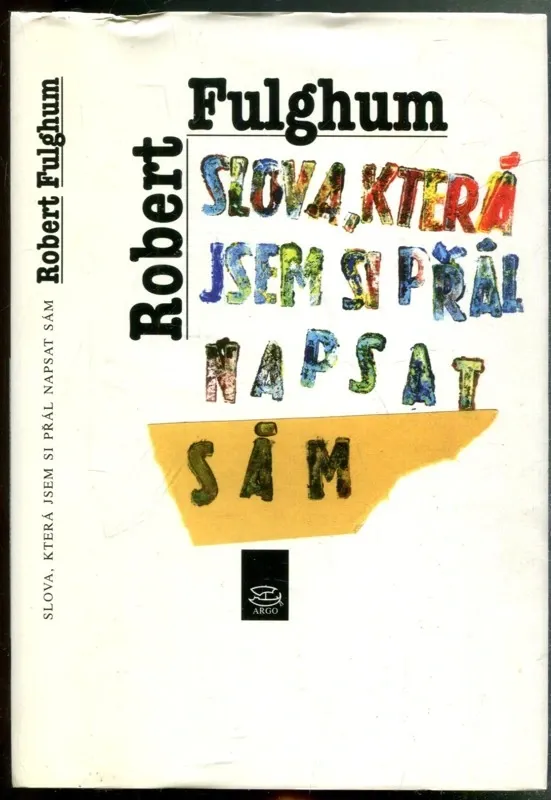 Robert
Fulghum
SLOVA, KTERÁ
JSEM SI PŘÁL
NAPSAT
SÁM
ARGO
SLOVA, KTERÁ JSEM SI PŘÁL NAPSAT SÁM Robert Fulghum